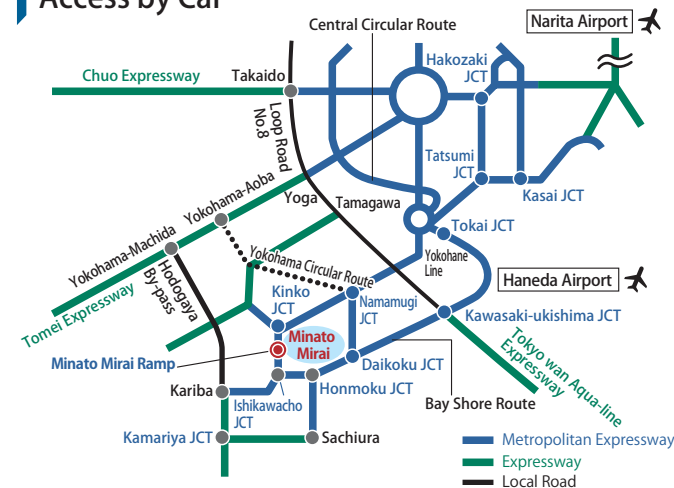 Access by Car
Central Circular Route
Narita Airport
Hakozaki
JCT
Chuo Expressway
Takaido
Loop Road
No.8
Tatsumi
JCT
Kasai JCT
Yokohama-Aoba
Yoga
Tamagawa
Tokai JCT
Yokohama-Machida
Yokohane
Line
Hodogaya
By-pass
Yokohama Circular Route
Haneda Airport
Tomei Expressway
Kinko
JCT
Namamugi
JCT
Kawasaki-ukishima JCT
Minato
Mirai
Tokyo wan Aqua-line
Expressway
Minato Mirai Ramp
Daikoku JCT
Kariba
Ishikawacho
JCT
Honmoku JCT
Bay Shore Route
Kamariya JCT
Sachiura
Metropolitan Expressway
Expressway
Local Road